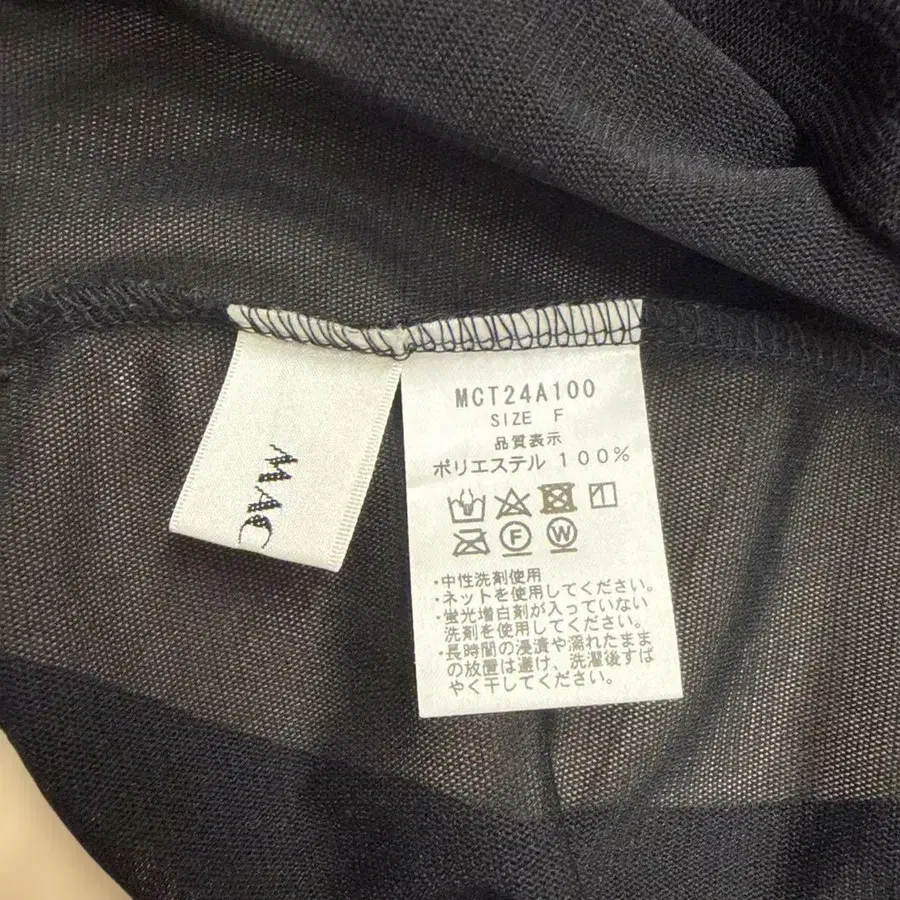 MAC
MCT24A100
SIZE F
品質表示
ポリエステル 100%
F W
・中性洗剤使用
・ネットを使用してください。
・蛍光増白剤が入っていない
洗剤を使用してください。
・長時間の浸漬や濡れたまま
の放置は避け、洗濯後すば
やく干してください。